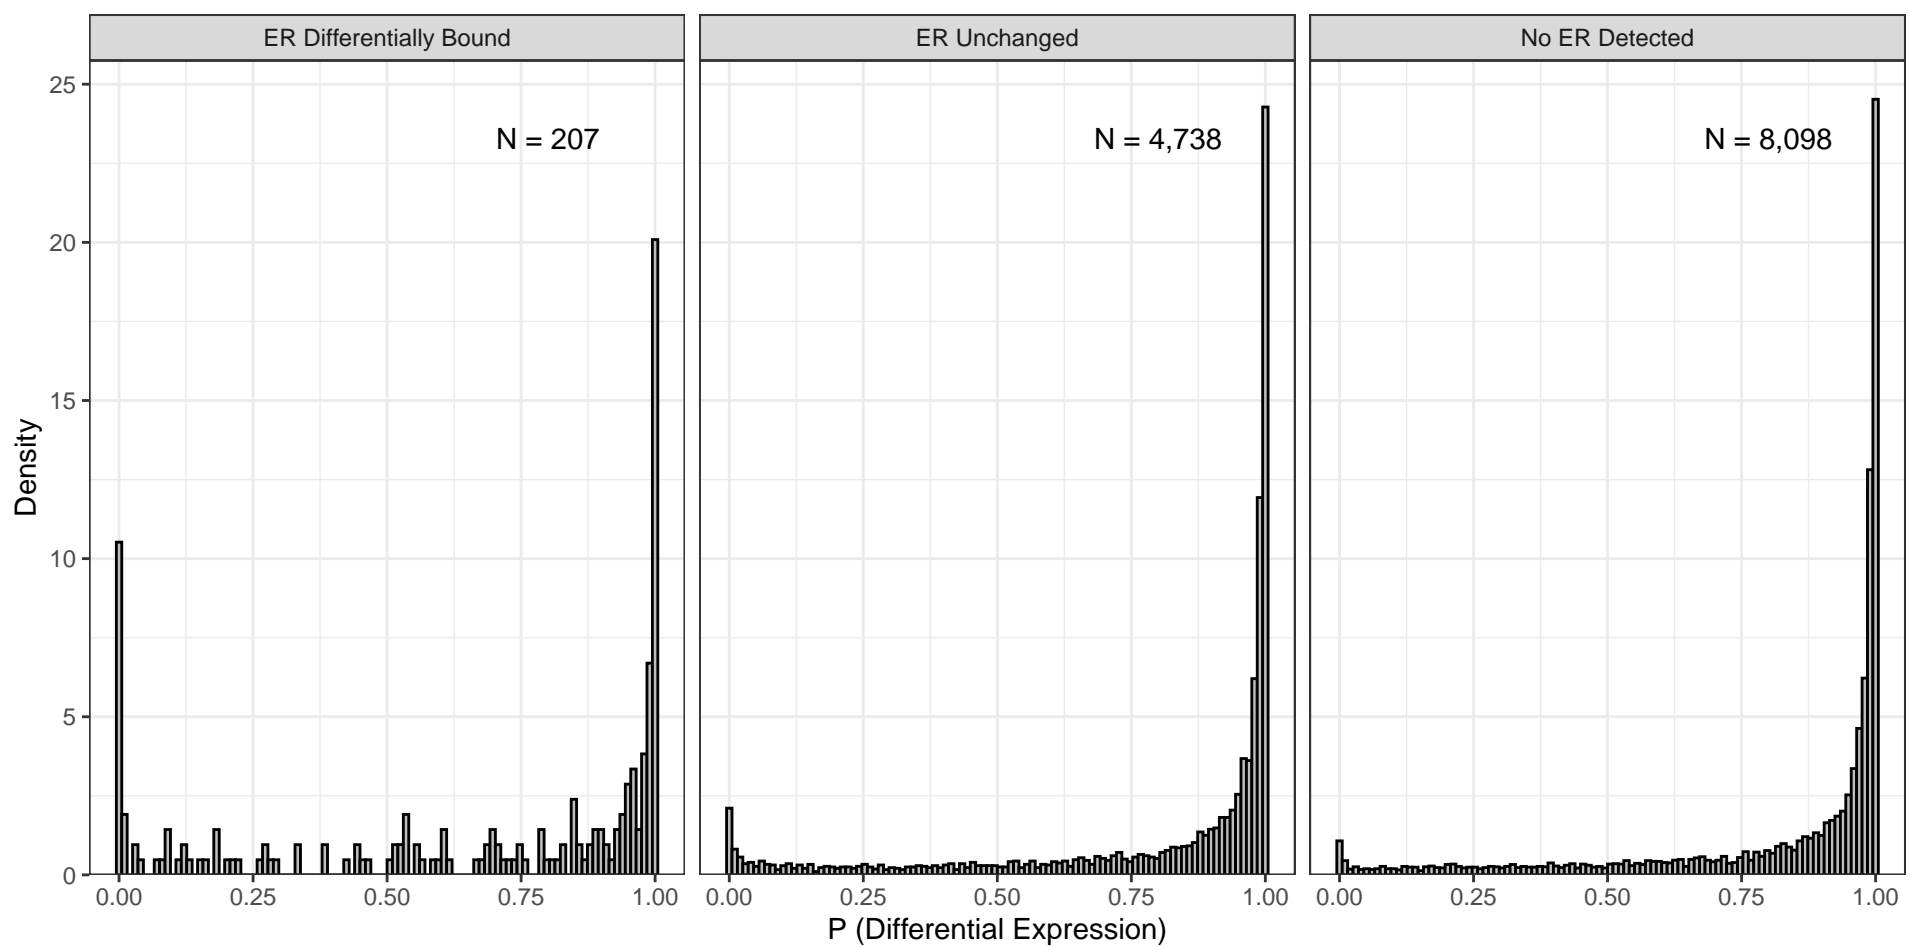 ER Differentially Bound
ER Unchanged
No ER Detected
N = 207
N = 4,738
N = 8,098
25
20
15
10
5
0
Density
0.00 0.25 0.50 0.75 1.00
0.00 0.25 0.50 0.75 1.00
0.00 0.25 0.50 0.75 1.00
P (Differential Expression)